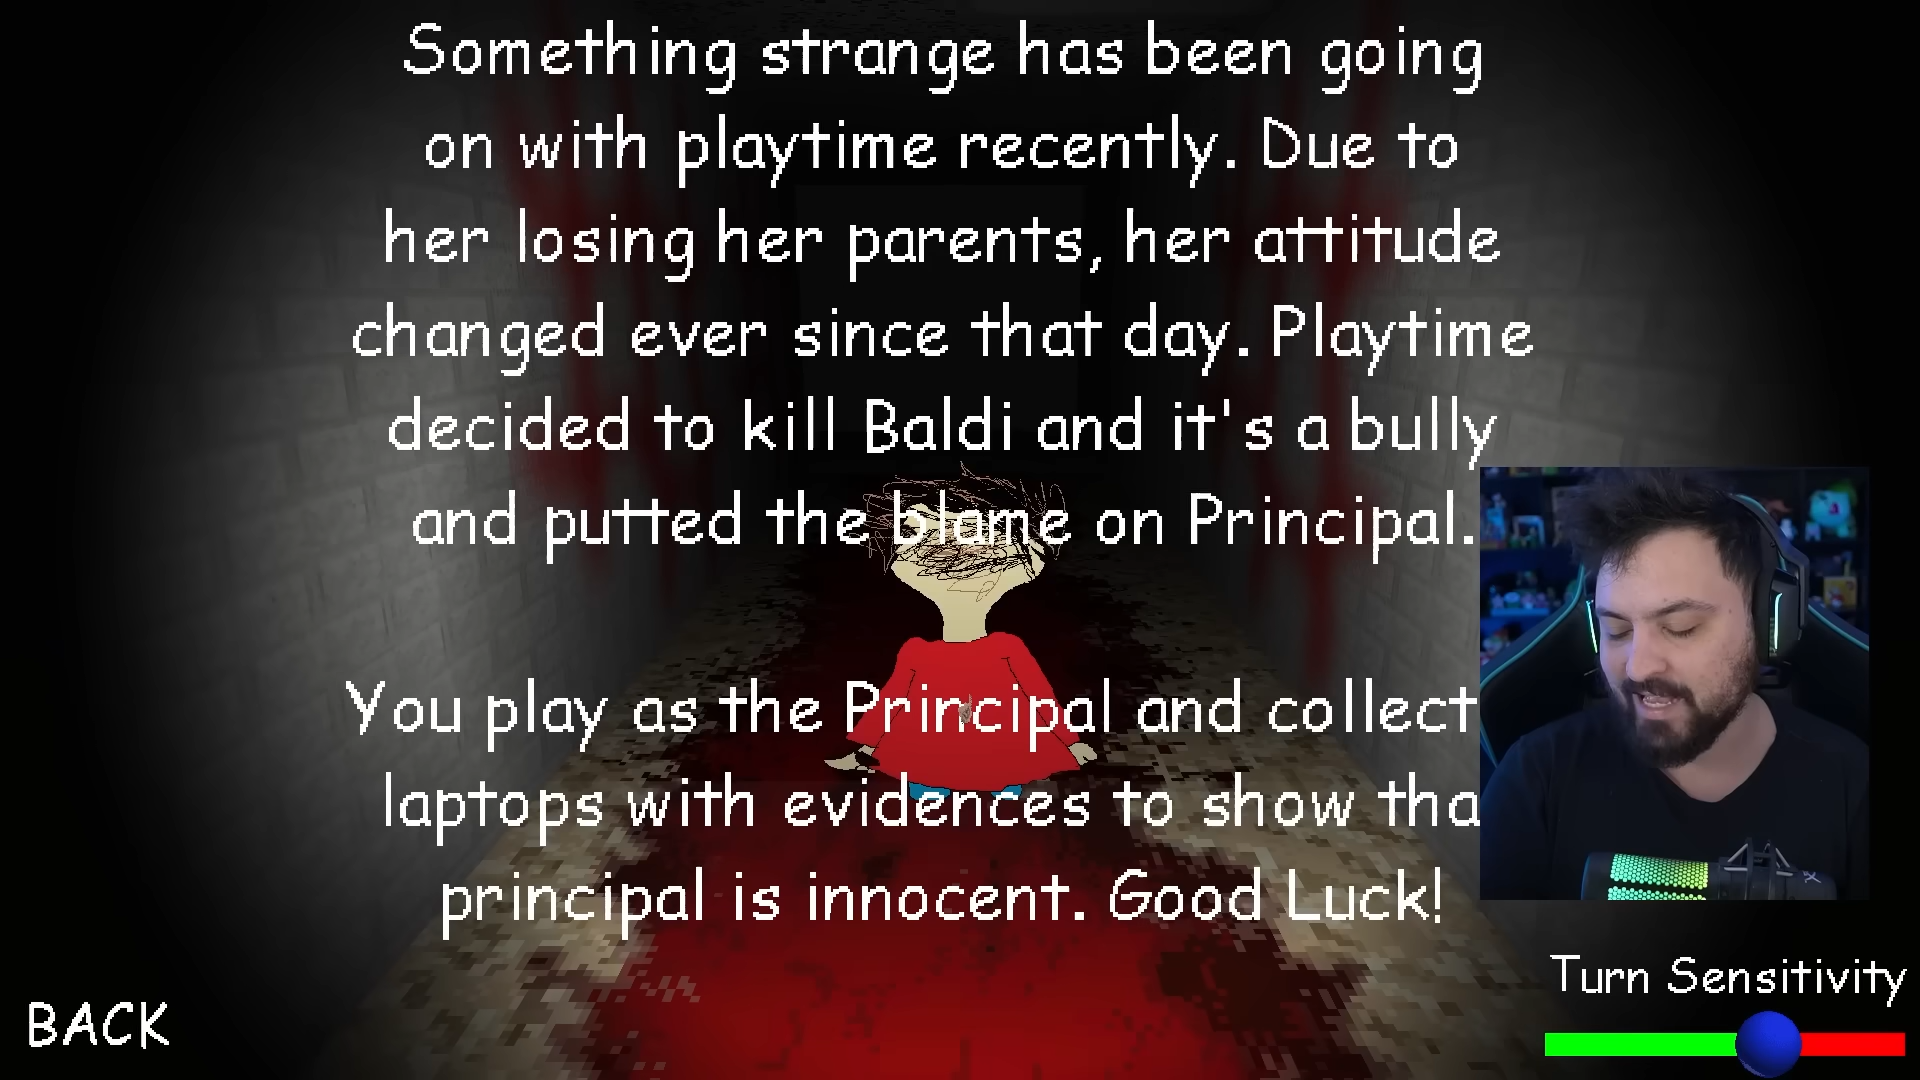 Something strange has been going
on with playtime recently. Due to
her losing her parents, her attitude
changed ever since that day. Playtime
decided to kill Baldi and it's a bully
and putted the blame on Principal.
You play as the Principal and collect
laptops with evidences to show tha
principal is innocent. Good Luck!
Turn Sensitivity
BACK